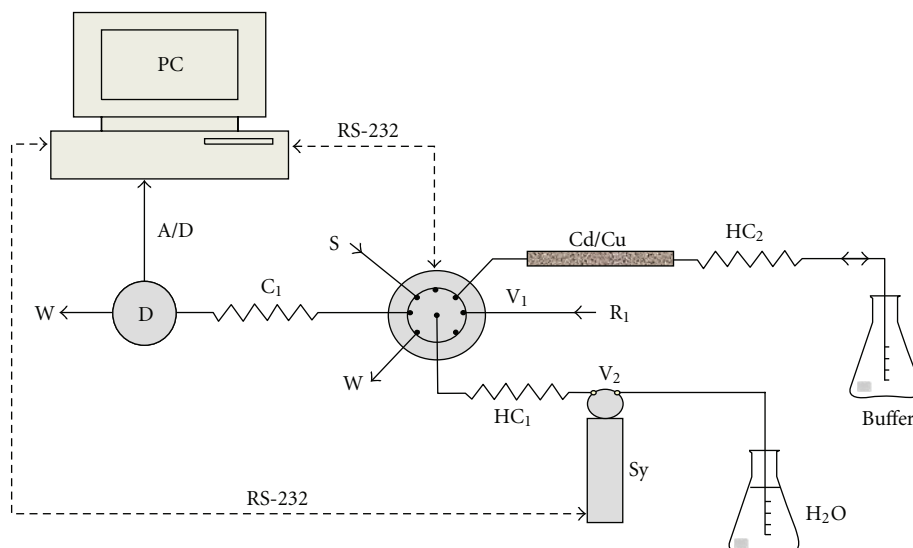 PC
RS-232
A/D
S
Cd/Cu
HC₂
C₁
V₁
W
D
R₁
W
V₂
HC₁
Buffer
Sy
RS-232
H₂O